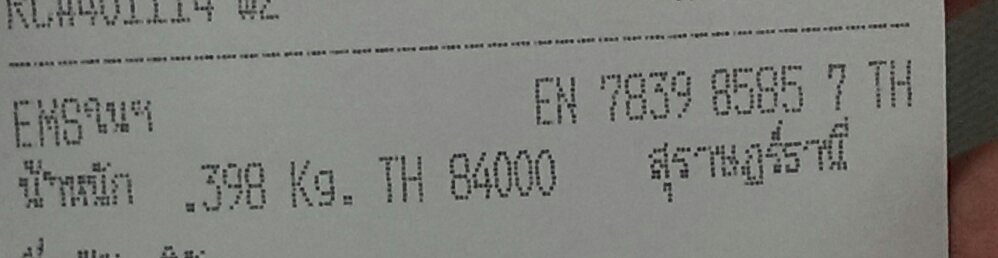 EMSในฯ EN 7839 8585 7 TH
น้ำหนัก .398 Kg. TH 84000 สุราษฎร์ธานี